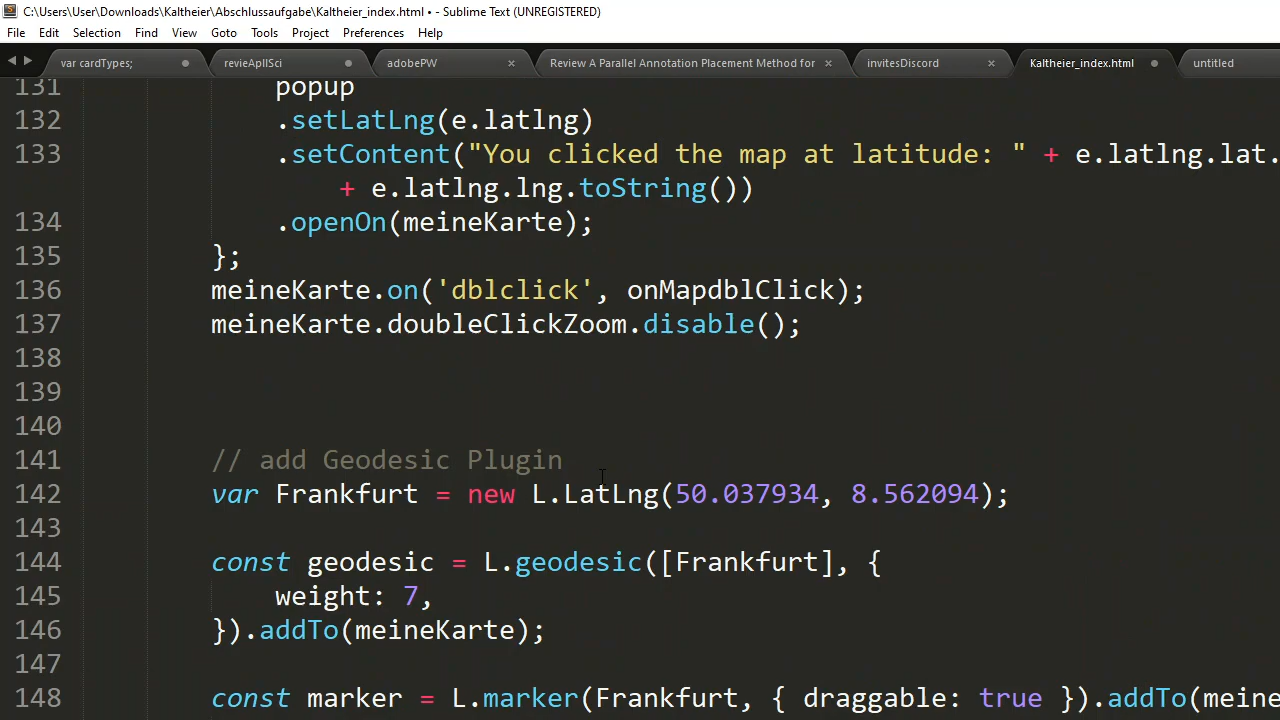 C:\Users\User\Downloads\Kaltheier\Abschlussaufgabe\Kaltheier_index.html • - Sublime Text (UNREGISTERED)
File Edit Selection Find View Goto Tools Project Preferences Help
var cardTypes; revieApllSci adobePW Review A Parallel Annotation Placement Method for invitesDiscord Kaltheier_index.html untitled
131 popup
132 .setLatLng(e.latlng)
133 .setContent("You clicked the map at latitude: " + e.latlng.lat.
+ e.latlng.lng.toString())
134 .openOn(meineKarte);
135 };
136 meineKarte.on('dblclick', onMapdblClick);
137 meineKarte.doubleClickZoom.disable();
138
139
140
141 // add Geodesic Plugin
142 var Frankfurt = new L.LatLng(50.037934, 8.562094);
143
144 const geodesic = L.geodesic([Frankfurt], {
145 weight: 7,
146 }).addTo(meineKarte);
147
148 const marker = L.marker(Frankfurt, { draggable: true }).addTo(meine